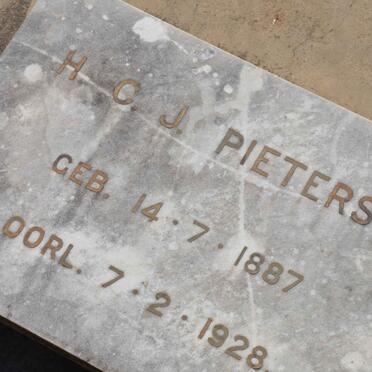 H. C. J. PIETERS
GEB. 14.7.1887
OORL. 7.2.1928